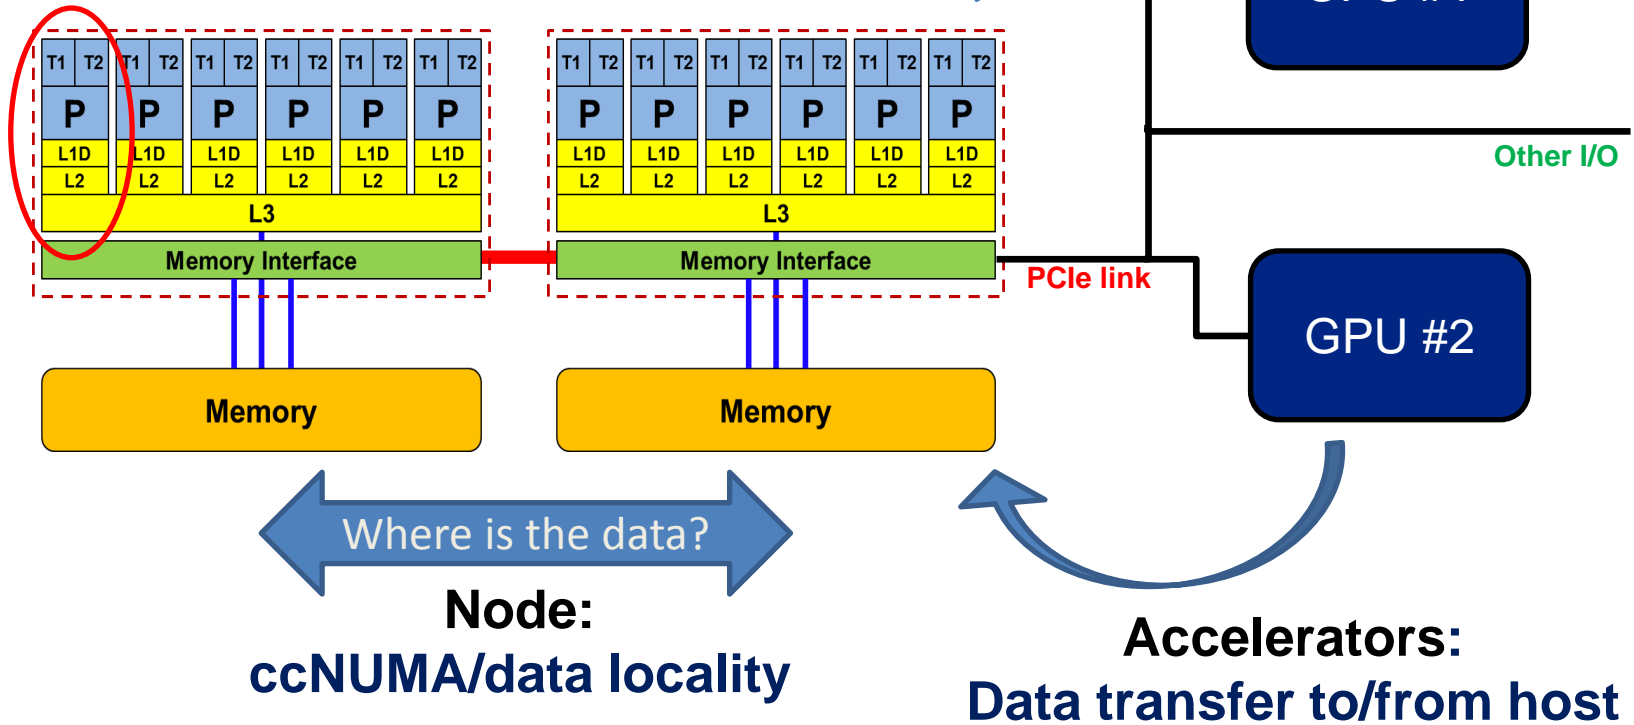 T1 T2 T1 T2 T1 T2 T1 T2 T1 T2 T1 T2
P P P P P P
L1D L1D L1D L1D L1D L1D
L2 L2 L2 L2 L2 L2
L3
Memory Interface
Memory
T1 T2 T1 T2 T1 T2 T1 T2 T1 T2 T1 T2
P P P P P P
L1D L1D L1D L1D L1D L1D
L2 L2 L2 L2 L2 L2
L3
Memory Interface
Memory
Other I/O
PCIe link
GPU #2
Where is the data?
Node:
ccNUMA/data locality
Accelerators:
Data transfer to/from host